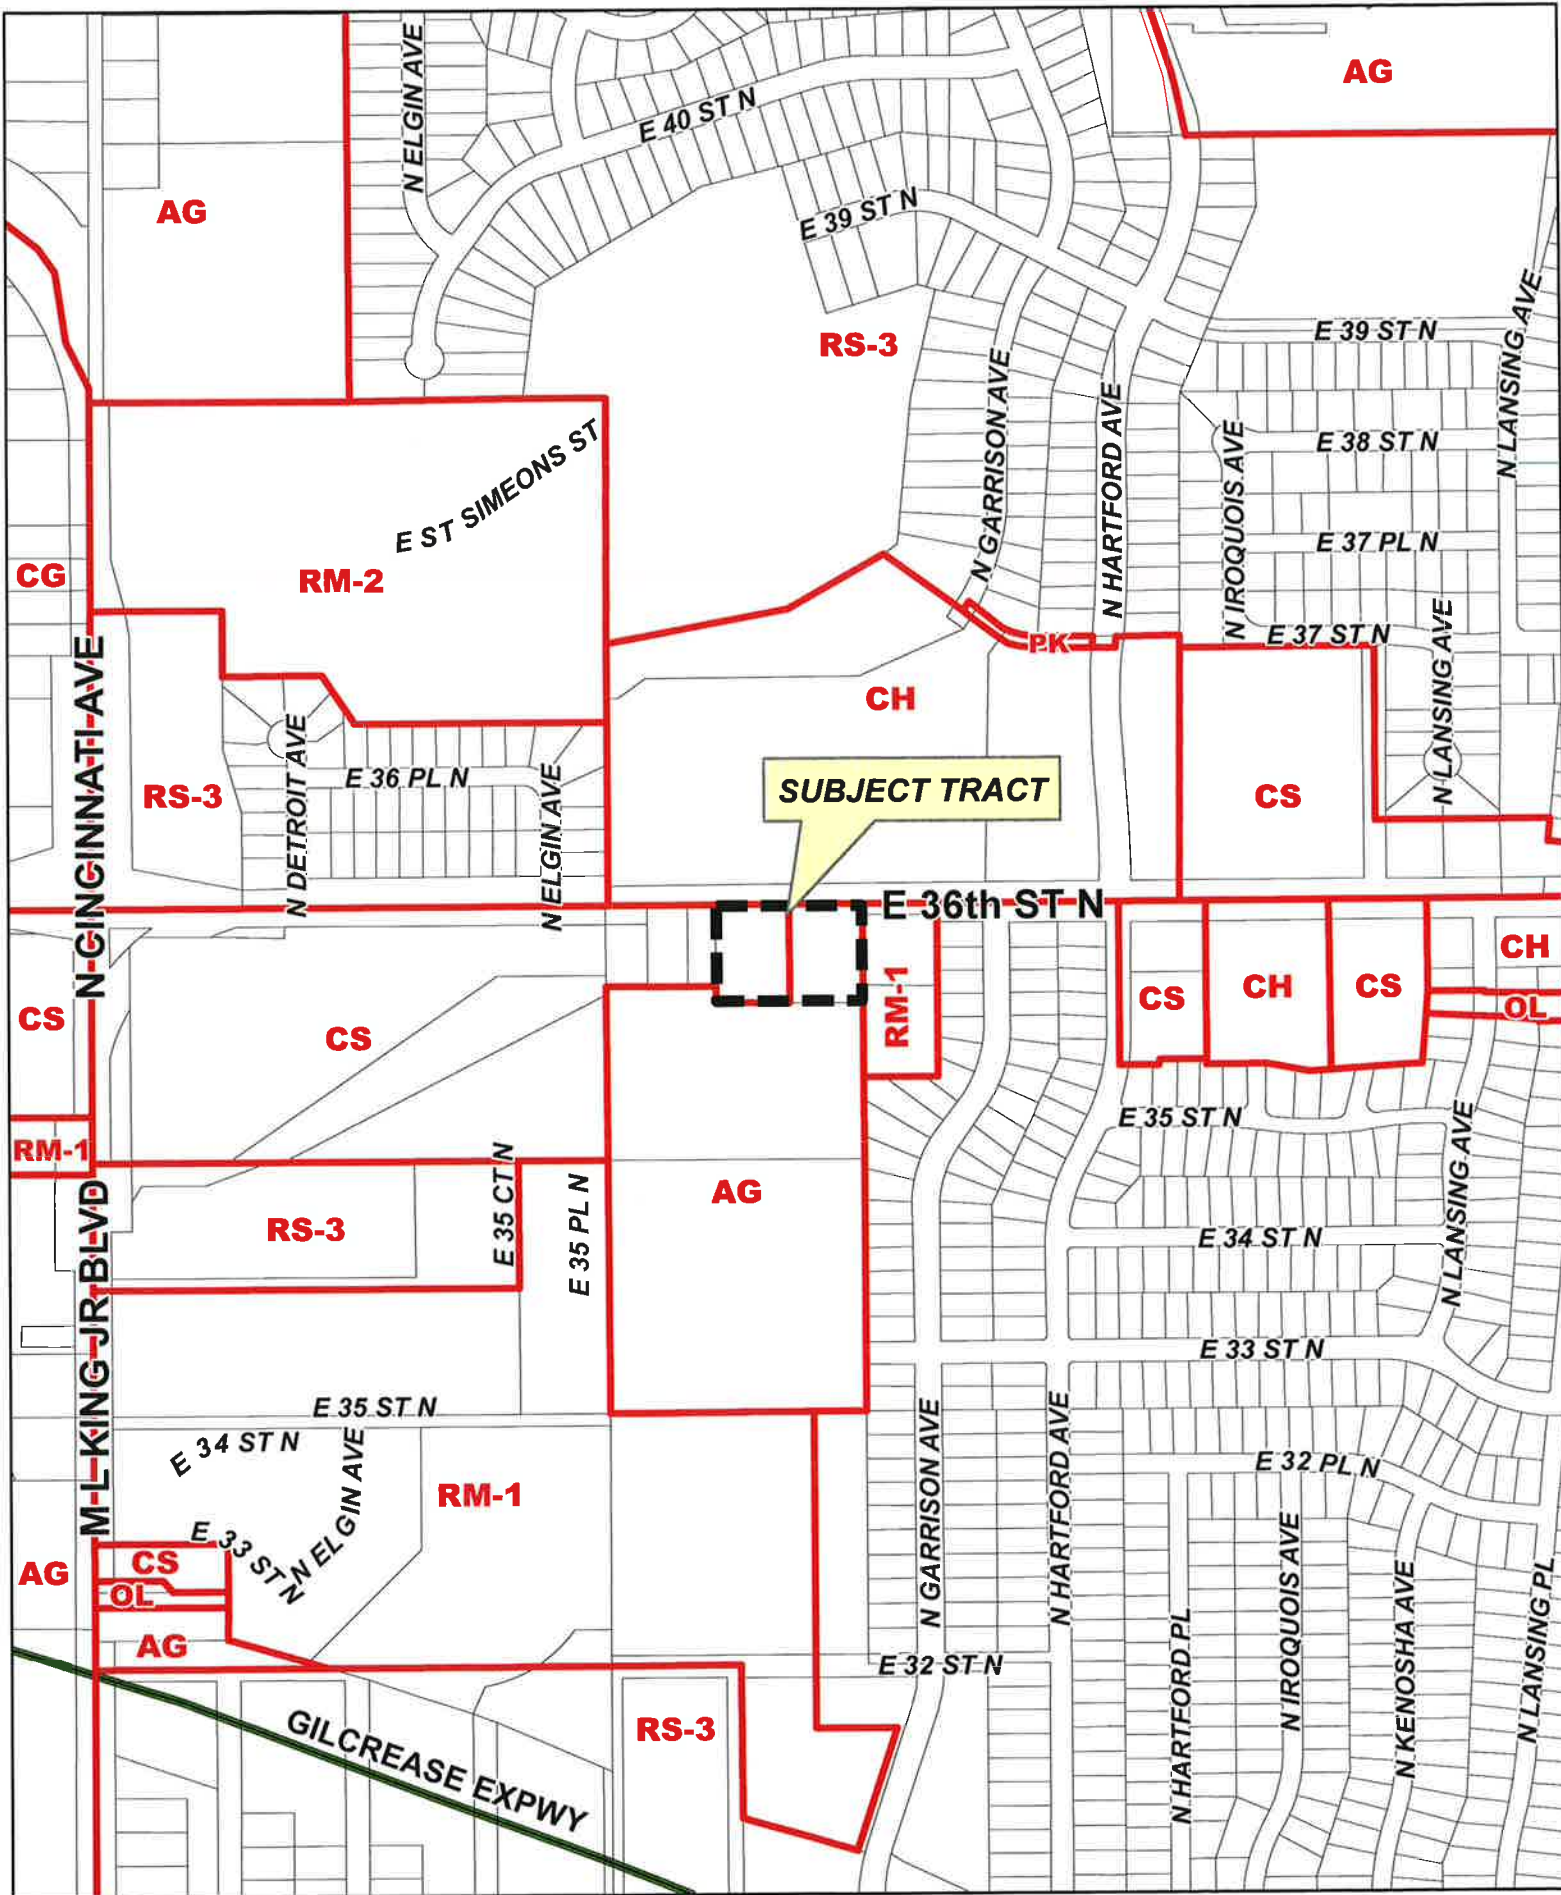 AG
N ELGIN AVE
E 40 ST N
AG
E 39 ST N
RS-3
E 39 ST N
N LANSING AVE
N GARRISON AVE
N HARTFORD AVE
N IROQUOIS AVE
E 38 ST N
E ST SIMEONS ST
E 37 PL N
CG
RM-2
E 37 ST N
PK
N LANSING AVE
N CINCINNATI AVE
CH
RS-3
N DETROIT AVE
E 36 PL N
N ELGIN AVE
SUBJECT TRACT
CS
E 36th ST N
RM-1
CH
CS
CH
CS
OL
CS
CS
E 35 ST N
RM-1
E 35 CT N
E 35 PL N
AG
N LANSING AVE
RS-3
E 34 ST N
M L KING JR BLVD
E 33 ST N
E 35 ST N
E 34 ST N
N ELGIN AVE
RM-1
N GARRISON AVE
N HARTFORD AVE
E 32 PL N
E 33 ST N
CS
AG
OL
AG
E 32 ST N
N HARTFORD PL
N IROQUOIS AVE
N KENOSHA AVE
N LANSING PL
RS-3
GILCREASE EXPWY